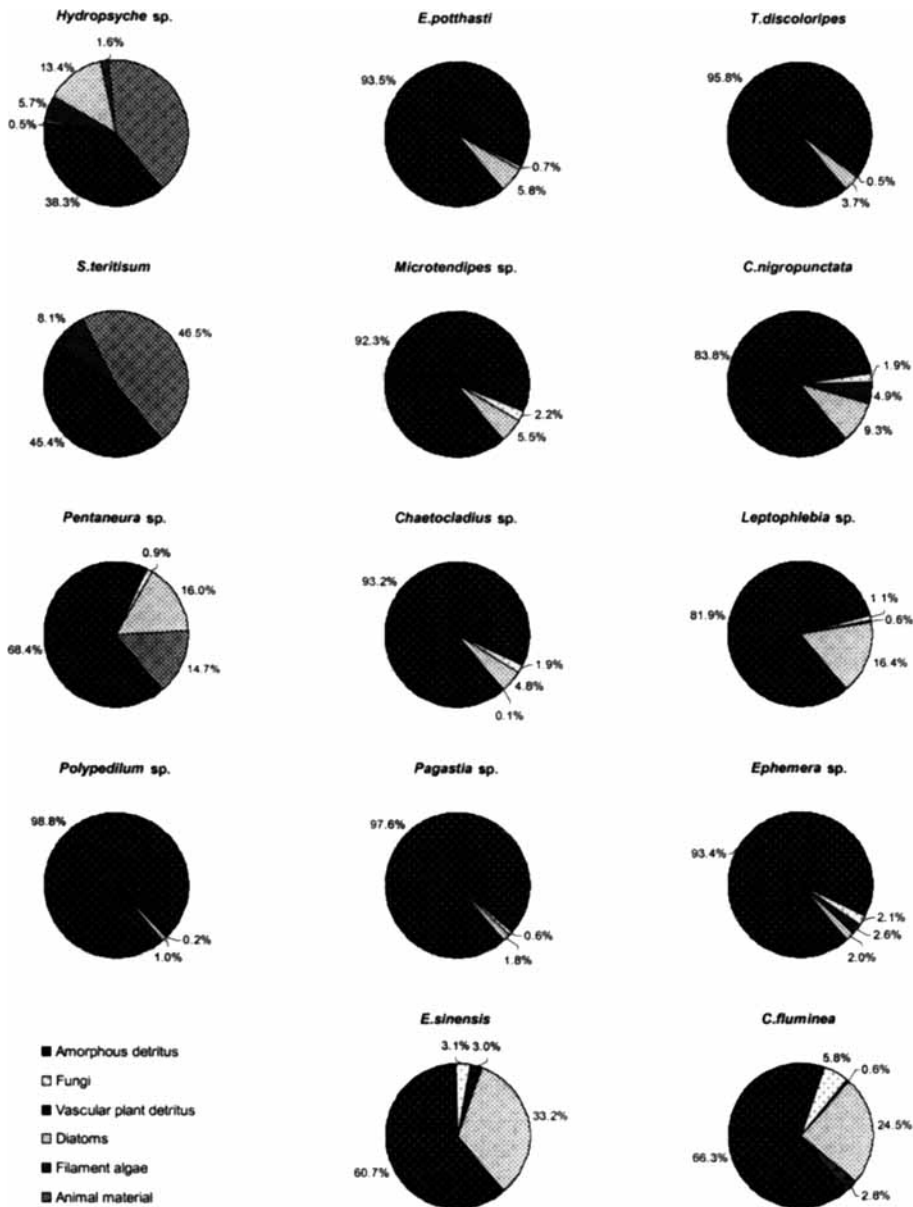 Hydropsyche sp.
1.6%
13.4%
5.7%
0.5%
38.3%
E.potthasti
93.5%
0.7%
5.8%
T.discoloripes
95.8%
0.5%
3.7%
S.teritisum
8.1%
46.5%
45.4%
Microtendipes sp.
92.3%
2.2%
5.5%
C.nigropunctata
83.8%
1.9%
4.9%
9.3%
Pentaneura sp.
0.9%
16.0%
68.4%
14.7%
Chaetocladius sp.
93.2%
1.9%
4.8%
0.1%
Leptophlebia sp.
81.9%
1.1%
0.6%
16.4%
Polypedilum sp.
98.8%
0.2%
1.0%
Pagastia sp.
97.6%
0.6%
1.8%
Ephemera sp.
93.4%
2.1%
2.6%
2.0%
Amorphous detritus
Fungi
Vascular plant detritus
Diatoms
Filament algae
Animal material
E.sinensis
3.1%
3.0%
33.2%
60.7%
C.fluminea
5.8%
0.6%
24.5%
66.3%
2.8%